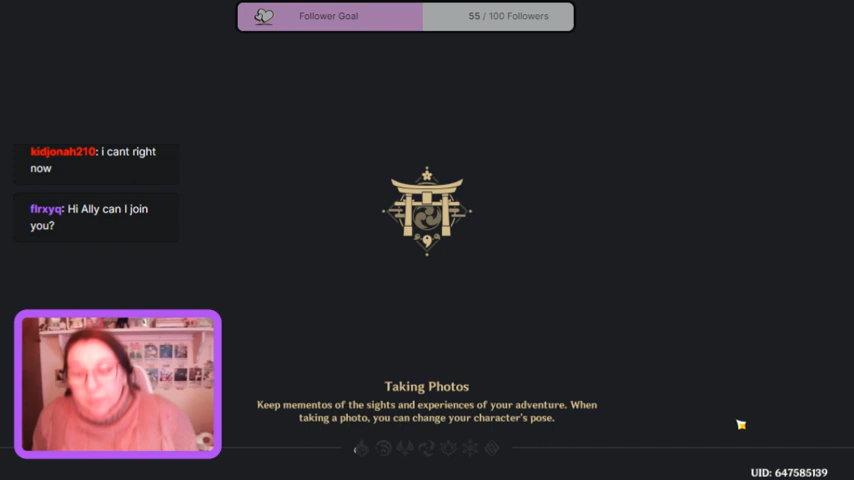 Follower Goal
55 / 100 Followers
kidjonah210: i cant right
now
flrxyq: Hi Ally can I join
you?
Taking Photos
Keep mementos of the sights and experiences of your adventure. When
taking a photo, you can change your character's pose.
UID: 647585139